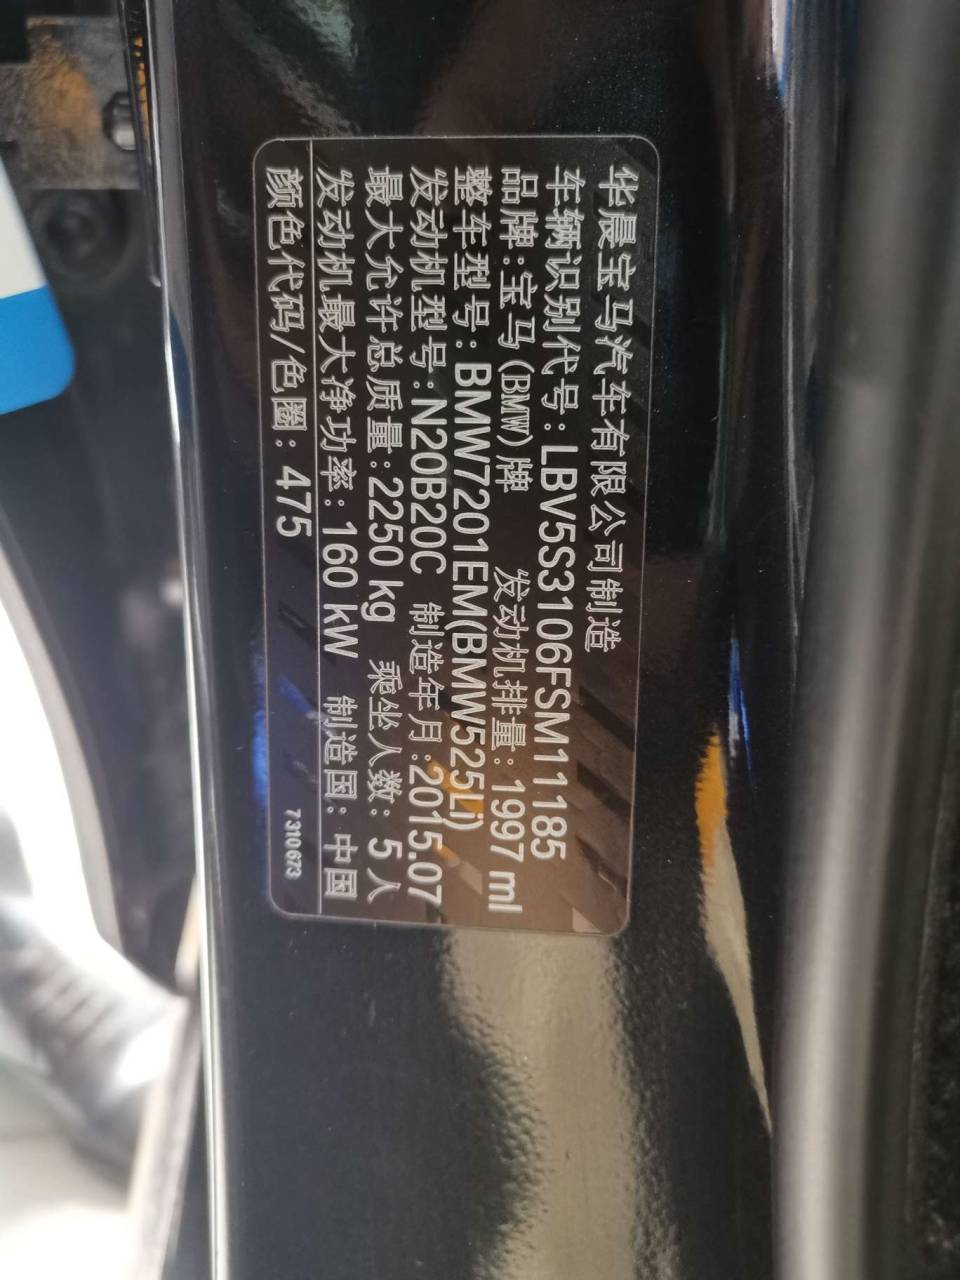 华晨宝马汽车有限公司制造
车辆识别代号：LBV5S3106FSM11185
品牌：宝马(BMW)牌 发动机排量：1997 ml
整车型号：BMW7201EM(BMW525Li)
发动机型号：N20B20C 制造年月：2015.07
最大允许总质量：2250 kg 乘坐人数：5人
发动机最大净功率：160 kW 制造国：中国
颜色代码/色圈：475
7310673